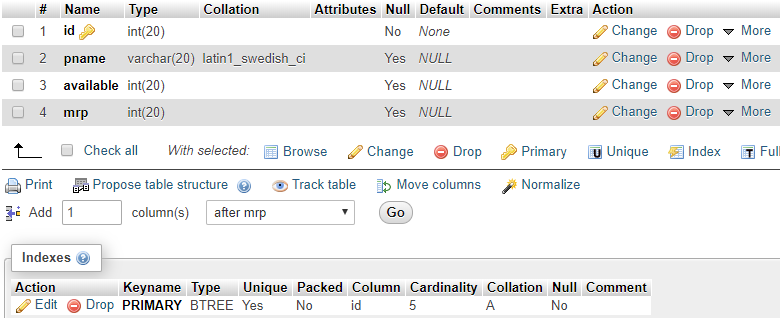 # Name Type Collation Attributes Null Default Comments Extra Action
1 id int(20) No None Change Drop More
2 pname varchar(20) latin1_swedish_ci Yes NULL Change Drop More
3 available int(20) Yes NULL Change Drop More
4 mrp int(20) Yes NULL Change Drop More
Check all With selected: Browse Change Drop Primary U Unique Index T Ful
Print Propose table structure Track table Move columns Normalize
Add 1 column(s) after mrp Go
Indexes
Action Keyname Type Unique Packed Column Cardinality Collation Null Comment
Edit Drop PRIMARY BTREE Yes No id 5 A No